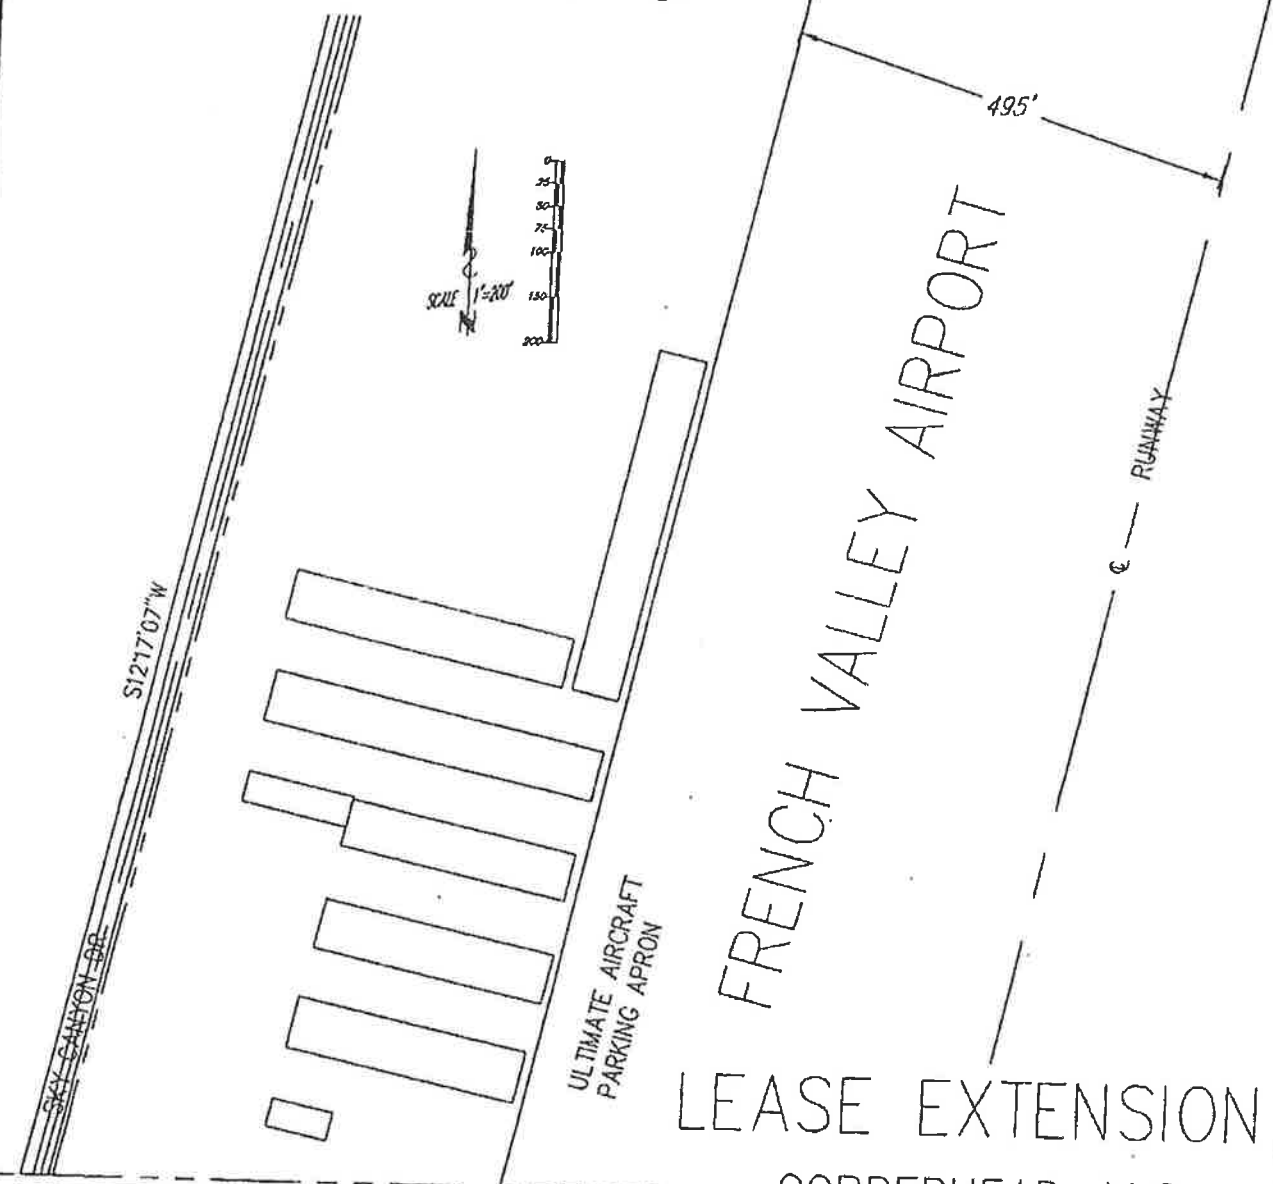 495'
0
25
50
75
100
150
200
SCALE 1"=200'
N
FRENCH VALLEY AIRPORT
RUNWAY
S12°17'07"W
SKY CANYON DR.
ULTIMATE AIRCRAFT
PARKING APRON
LEASE EXTENSION